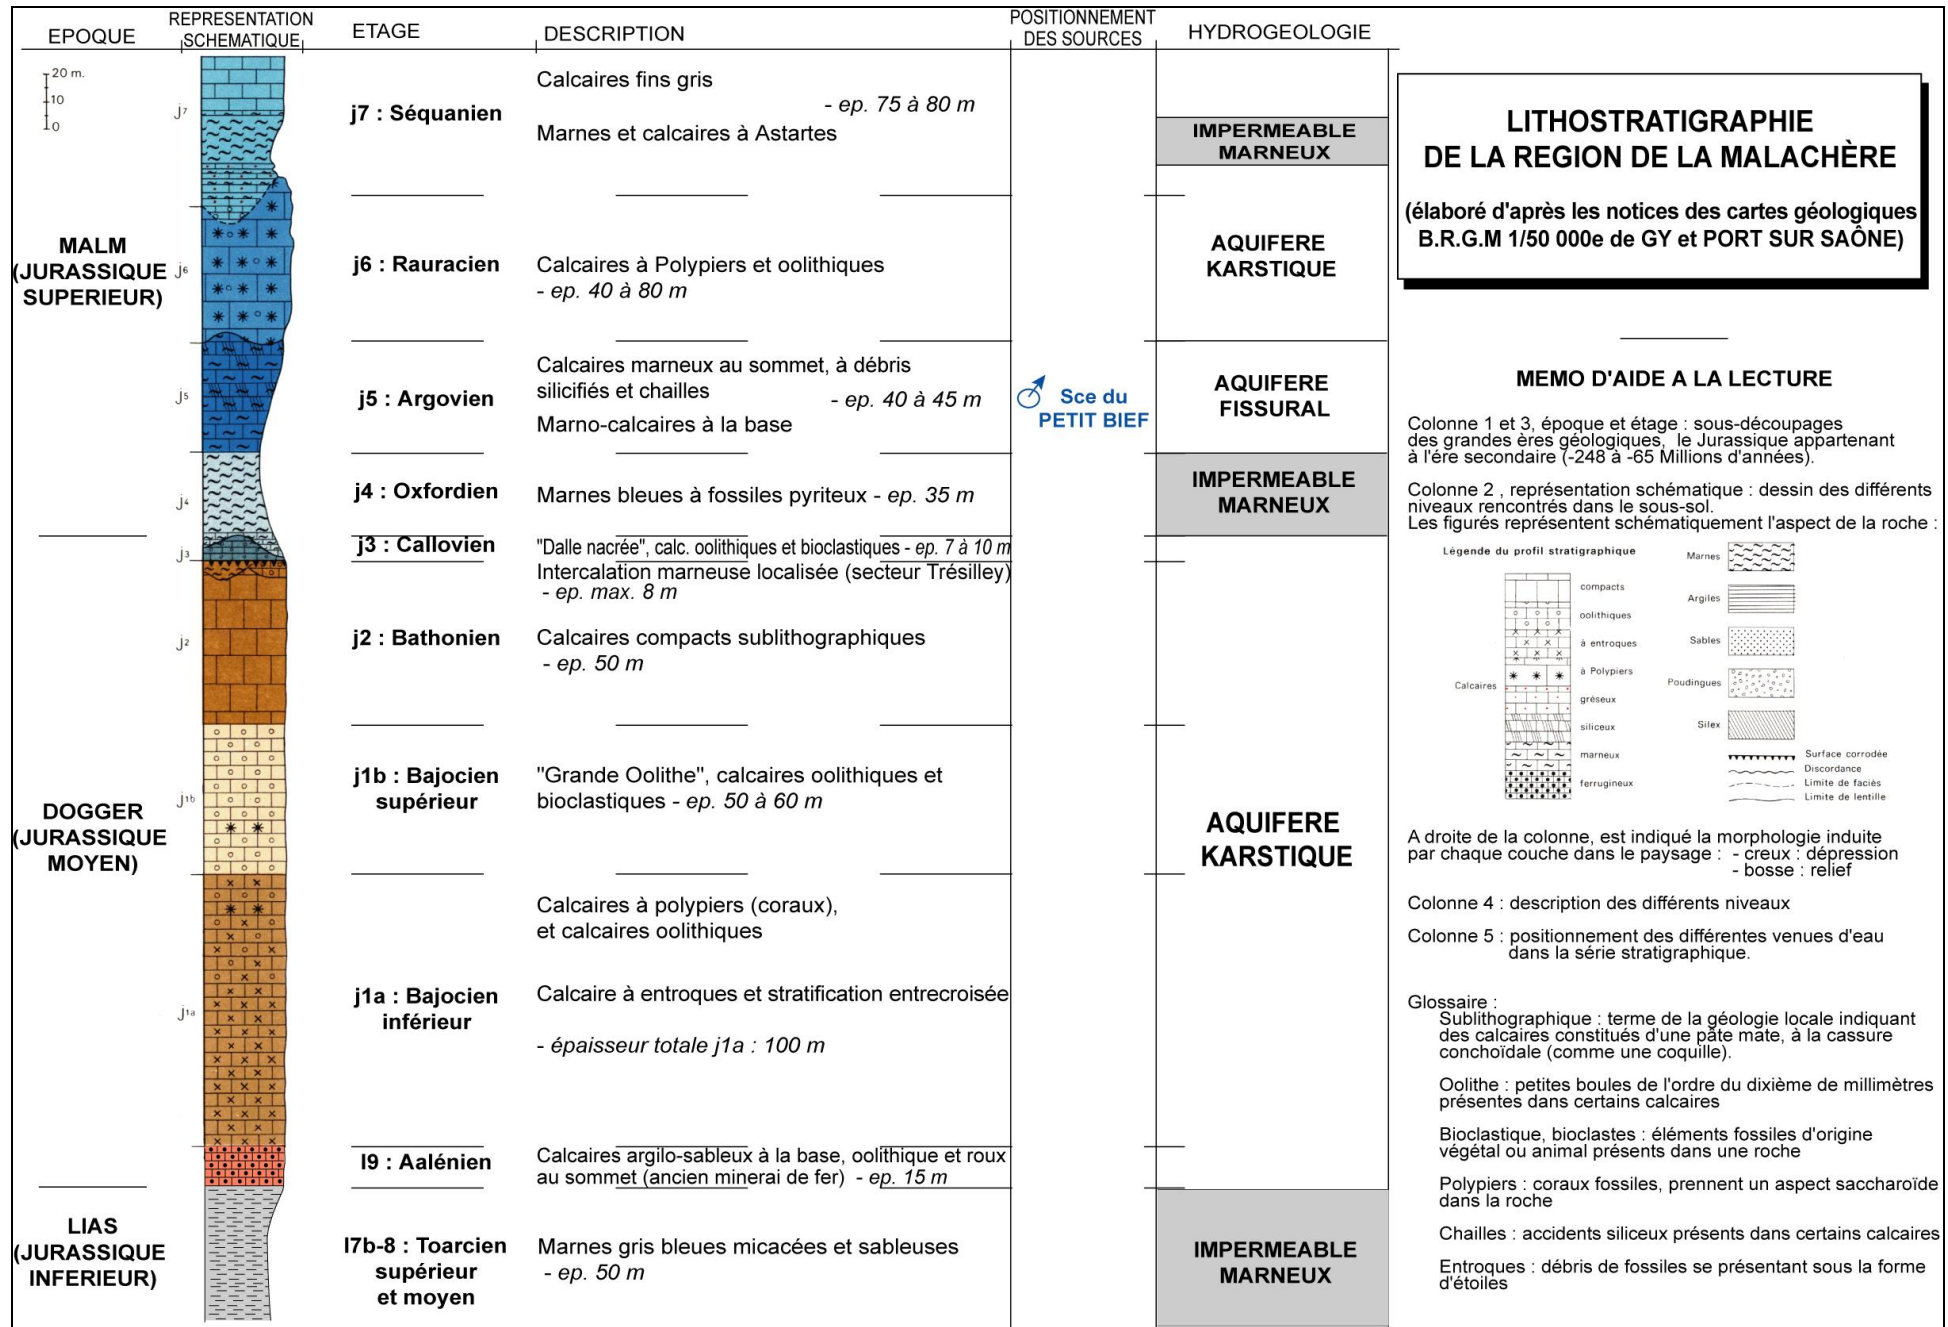 EPOQUE
REPRESENTATION
SCHEMATIQUE
ETAGE
DESCRIPTION
POSITIONNEMENT
DES SOURCES
HYDROGEOLOGIE
20 m.
10
0
j7
j7 : Séquanien
Calcaires fins gris
- ep. 75 à 80 m
Marnes et calcaires à Astartes
IMPERMEABLE
MARNEUX
MALM
(JURASSIQUE
SUPERIEUR)
j6
j6 : Rauracien
Calcaires à Polypiers et oolithiques
- ep. 40 à 80 m
AQUIFERE
KARSTIQUE
j5
j5 : Argovien
Calcaires marneux au sommet, à débris
silicifiés et chailles
- ep. 40 à 45 m
Marno-calcaires à la base
Sce du
PETIT BIEF
AQUIFERE
FISSURAL
j4
j4 : Oxfordien
Marnes bleues à fossiles pyriteux - ep. 35 m
IMPERMEABLE
MARNEUX
j3
j3 : Callovien
"Dalle nacrée", calc. oolithiques et bioclastiques - ep. 7 à 10 m
Intercalation marneuse localisée (secteur Trésilley)
- ep. max. 8 m
j2
j2 : Bathonien
Calcaires compacts sublithographiques
- ep. 50 m
DOGGER
(JURASSIQUE
MOYEN)
j1b
j1b : Bajocien
supérieur
"Grande Oolithe", calcaires oolithiques et
bioclastiques - ep. 50 à 60 m
AQUIFERE
KARSTIQUE
Calcaires à polypiers (coraux),
et calcaires oolithiques
j1a
j1a : Bajocien
inférieur
Calcaire à entroques et stratification entrecroisée
- épaisseur totale j1a : 100 m
l9 : Aalénien
Calcaires argilo-sableux à la base, oolithique et roux
au sommet (ancien minerai de fer) - ep. 15 m
LIAS
(JURASSIQUE
INFERIEUR)
l7b-8 : Toarcien
supérieur
et moyen
Marnes gris bleues micacées et sableuses
- ep. 50 m
IMPERMEABLE
MARNEUX
LITHOSTRATIGRAPHIE
DE LA REGION DE LA MALACHÈRE
(élaboré d'après les notices des cartes géologiques
B.R.G.M 1/50 000e de GY et PORT SUR SAÔNE)
MEMO D'AIDE A LA LECTURE
Colonne 1 et 3, époque et étage : sous-découpages
des grandes ères géologiques, le Jurassique appartenant
à l'ére secondaire (-248 à -65 Millions d'années).
Colonne 2 , représentation schématique : dessin des différents
niveaux rencontrés dans le sous-sol.
Les figurés représentent schématiquement l'aspect de la roche :
Légende du profil stratigraphique
Calcaires
compacts
oolithiques
à entroques
à Polypiers
gréseux
siliceux
marneux
ferrugineux
Marnes
Argiles
Sables
Poudingues
Silex
Surface corrodée
Discordance
Limite de faciès
Limite de lentille
A droite de la colonne, est indiqué la morphologie induite
par chaque couche dans le paysage : - creux : dépression
- bosse : relief
Colonne 4 : description des différents niveaux
Colonne 5 : positionnement des différentes venues d'eau
dans la série stratigraphique.
Glossaire :
Sublithographique : terme de la géologie locale indiquant
des calcaires constitués d'une pâte mate, à la cassure
conchoïdale (comme une coquille).
Oolithe : petites boules de l'ordre du dixième de millimètres
présentes dans certains calcaires
Bioclastique, bioclastes : éléments fossiles d'origine
végétal ou animal présents dans une roche
Polypiers : coraux fossiles, prennent un aspect saccharoïde
dans la roche
Chailles : accidents siliceux présents dans certains calcaires
Entroques : débris de fossiles se présentant sous la forme
d'étoiles